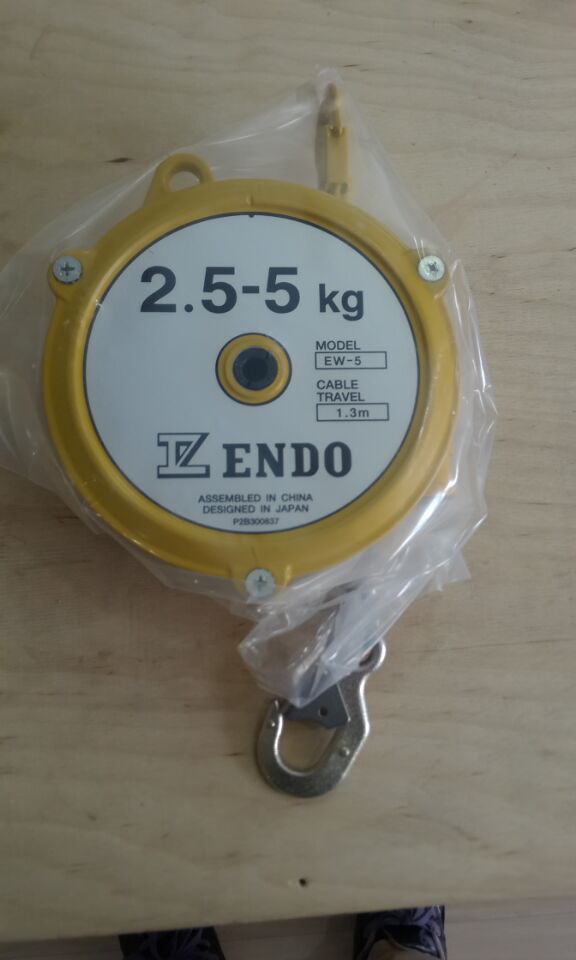 2.5-5 kg
MODEL
EW-5
CABLE
TRAVEL
1.3m
ENDO
ASSEMBLED IN CHINA
DESIGNED IN JAPAN
P2B300837